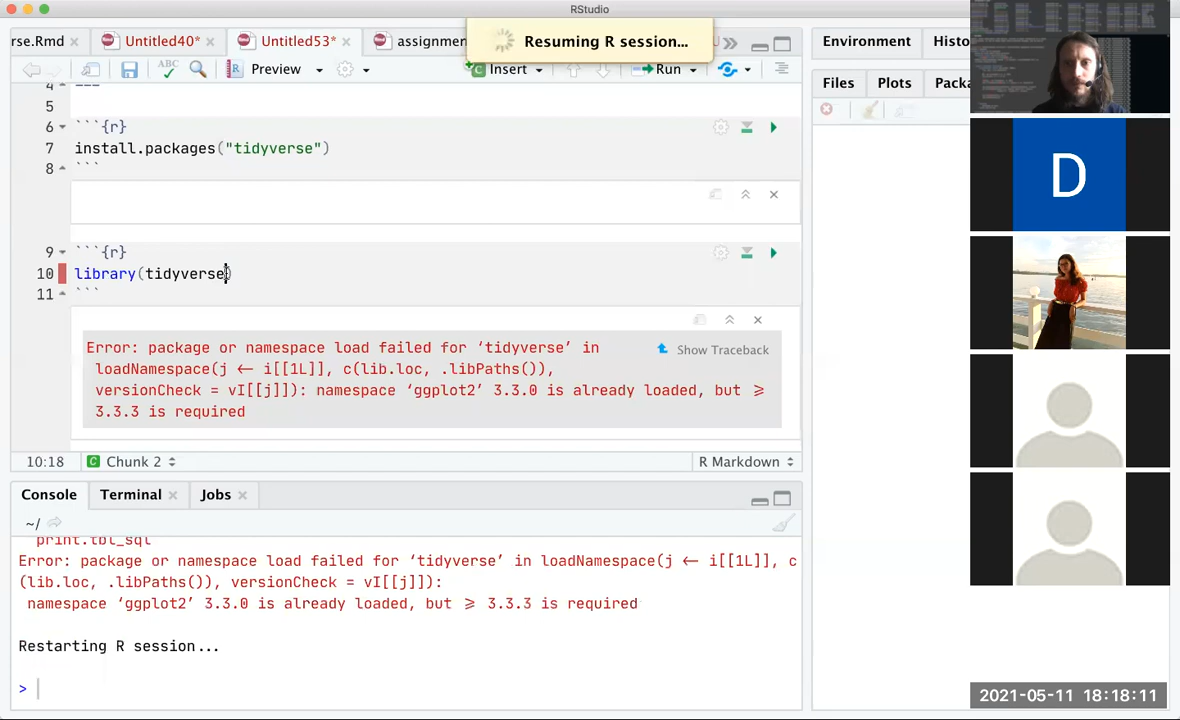 RStudio
rse.Rmd
Untitled40*
Untitled53*
assignmen
Resuming R session...
Environment
Histo
ABC
Preview
Insert
Run
Files
Plots
Packa
4 ---
5
6 ```{r}
7 install.packages("tidyverse")
8 ```
9 ```{r}
10 library(tidyverse)
11 ```
Error: package or namespace load failed for ‘tidyverse’ in
loadNamespace(j <- i[[1L]], c(lib.loc, .libPaths()),
versionCheck = vI[[j]]): namespace ‘ggplot2’ 3.3.0 is already loaded, but >=
3.3.3 is required
Show Traceback
10:18
C Chunk 2
R Markdown
Console
Terminal
Jobs
~/
print.tbl_sql
Error: package or namespace load failed for ‘tidyverse’ in loadNamespace(j <- i[[1L]], c
(lib.loc, .libPaths()), versionCheck = vI[[j]]):
namespace ‘ggplot2’ 3.3.0 is already loaded, but >= 3.3.3 is required
Restarting R session...
>
D
2021-05-11 18:18:11